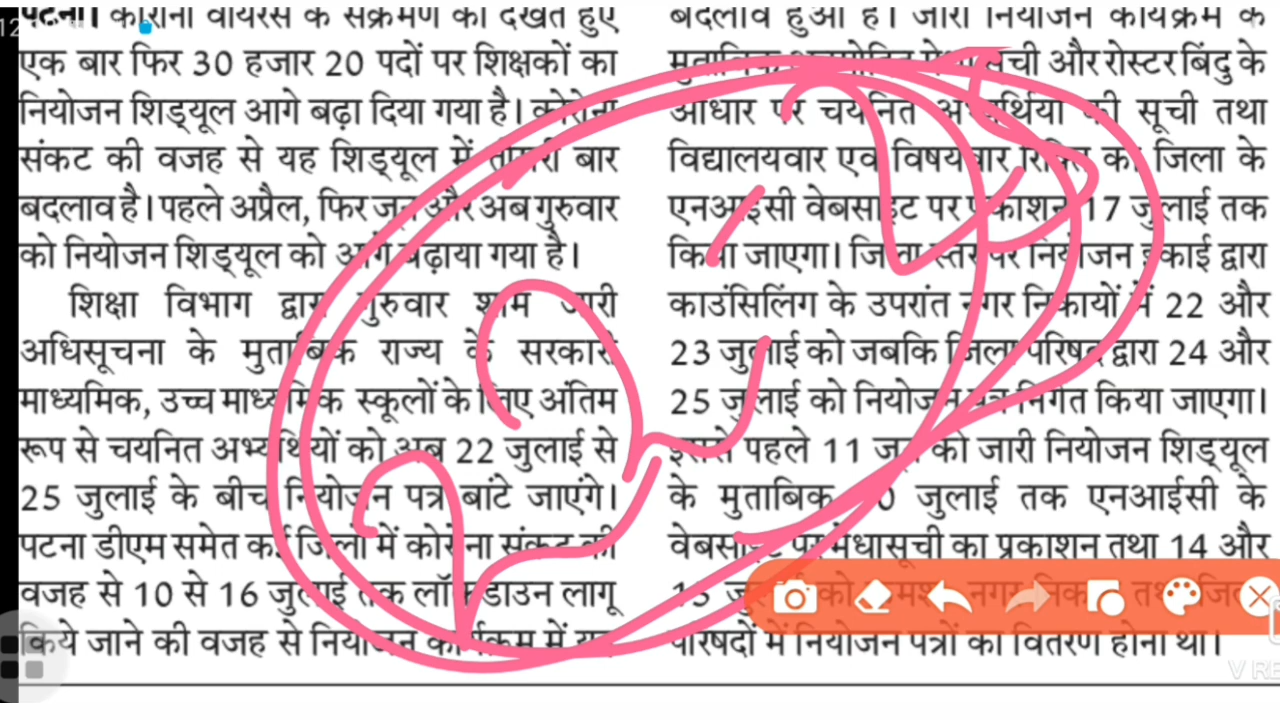 पटना। कोरोना वायरस के संक्रमण को देखते हुए
एक बार फिर 30 हजार 20 पदों पर शिक्षकों का
नियोजन शिड्यूल आगे बढ़ा दिया गया है। कोरोना
संकट की वजह से यह शिड्यूल में तीसरी बार
बदलाव है। पहले अप्रैल, फिर जून और अब गुरुवार
को नियोजन शिड्यूल को आगे बढ़ाया गया है।
शिक्षा विभाग द्वारा गुरुवार शाम जारी
अधिसूचना के मुताबिक राज्य के सरकारी
माध्यमिक, उच्च माध्यमिक स्कूलों के लिए अंतिम
रूप से चयनित अभ्यर्थियों को अब 22 जुलाई से
25 जुलाई के बीच नियोजन पत्र बांटे जाएंगे।
पटना डीएम समेत कई जिलों में कोरोना संकट की
वजह से 10 से 16 जुलाई तक लॉकडाउन लागू
किये जाने की वजह से नियोजन कार्यक्रम में यह
बदलाव हुआ है। जारी नियोजन कार्यक्रम के
मुताबिक अनुमोदित मेधा सूची और रोस्टर बिंदु के
आधार पर चयनित अभ्यर्थियों की सूची तथा
विद्यालयवार एवं विषयवार रिक्ति का जिला के
एनआईसी वेबसाइट पर प्रकाशन 17 जुलाई तक
किया जाएगा। जिला स्तर पर नियोजन इकाई द्वारा
काउंसिलिंग के उपरांत नगर निकायों में 22 और
23 जुलाई को जबकि जिला परिषद द्वारा 24 और
25 जुलाई को नियोजन पत्र निर्गत किया जाएगा।
इससे पहले 11 जून को जारी नियोजन शिड्यूल
के मुताबिक जुलाई तक एनआईसी के
वेबसाइट पर मेधासूची का प्रकाशन तथा 14 और
15 को
परिषदों में नियोजन पत्रों का वितरण होना था।